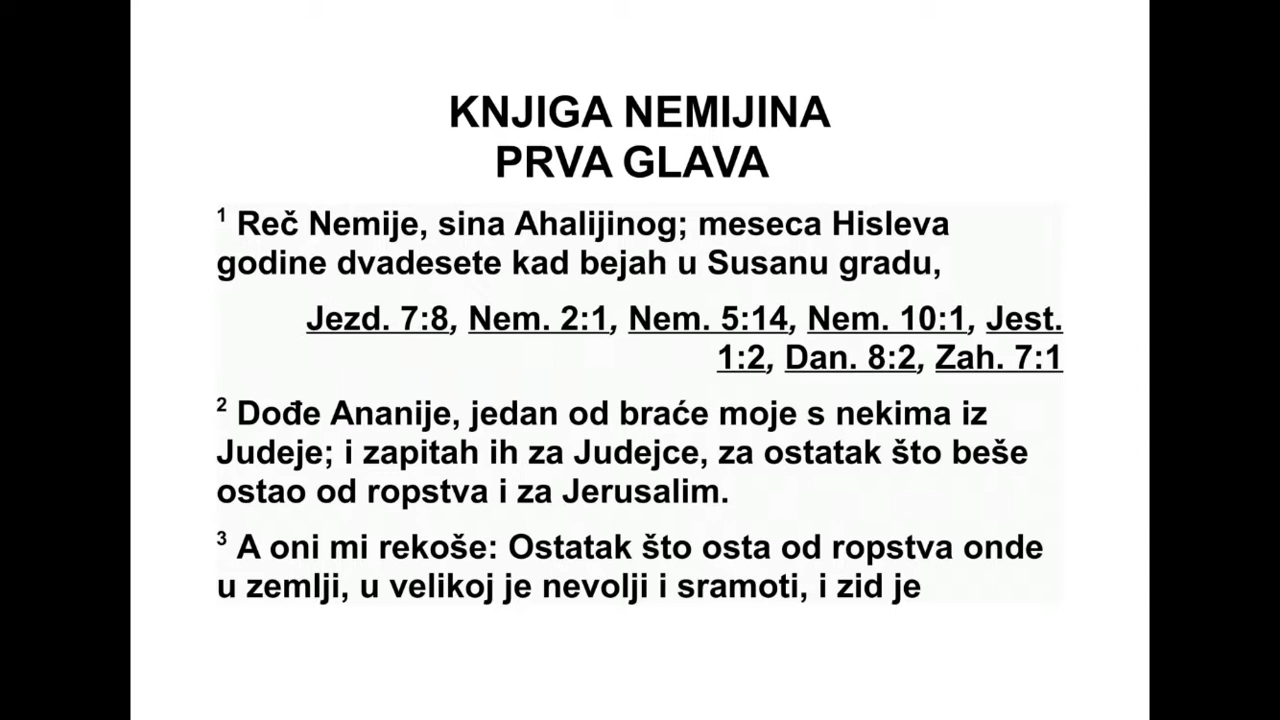 KNJIGA NEMIJINA
PRVA GLAVA
1 Reč Nemije, sina Ahalijinog; meseca Hisleva
godine dvadesete kad bejah u Susanu gradu,
Jezd. 7:8, Nem. 2:1, Nem. 5:14, Nem. 10:1, Jest.
1:2, Dan. 8:2, Zah. 7:1
2 Dođe Ananije, jedan od braće moje s nekima iz
Judeje; i zapitah ih za Judejce, za ostatak što beše
ostao od ropstva i za Jerusalim.
3 A oni mi rekoše: Ostatak što osta od ropstva onde
u zemlji, u velikoj je nevolji i sramoti, i zid je